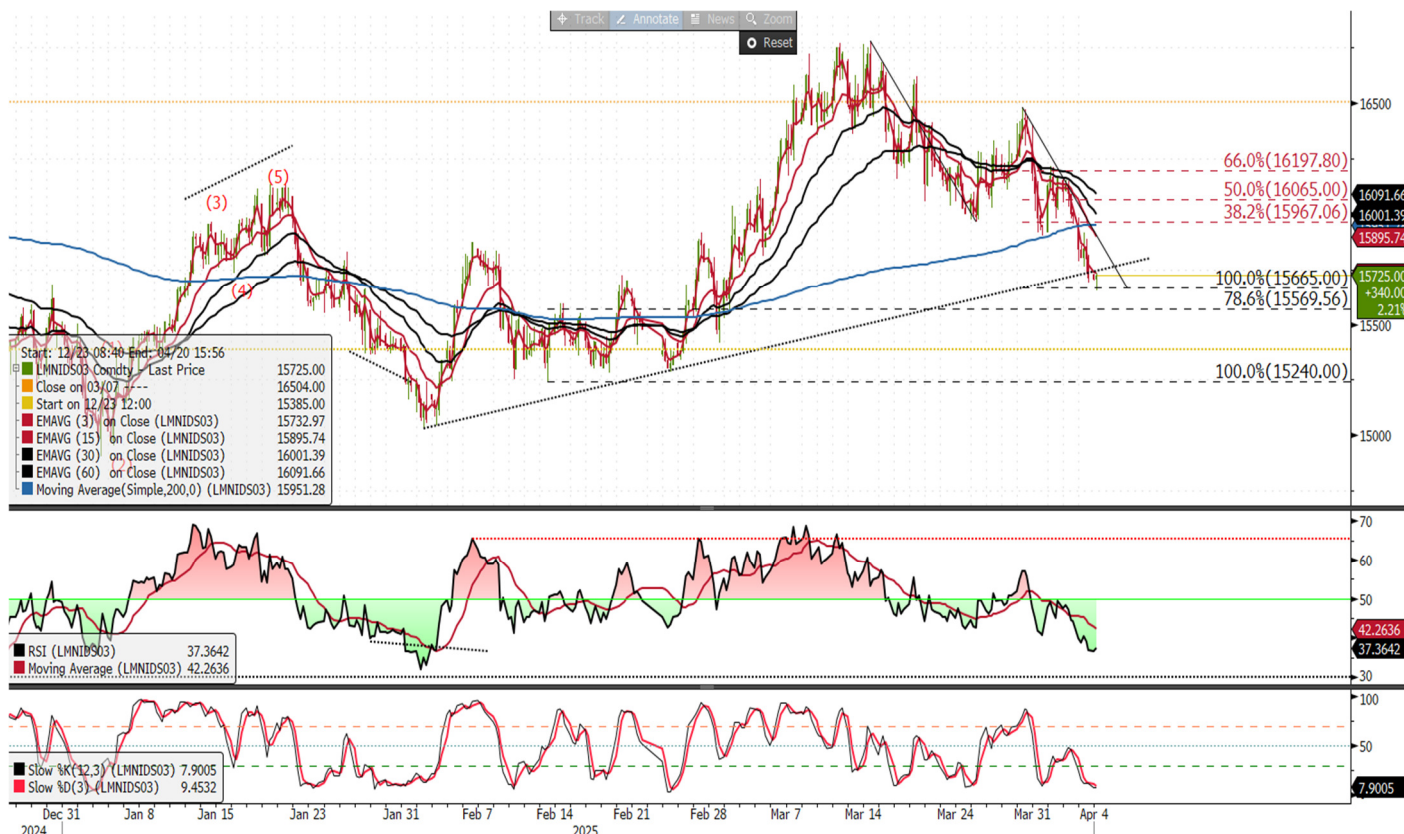 Track Annotate News Zoom
Reset
16500
66.0%(16197.80)
50.0%(16065.00)
38.2%(15967.06)
16091.66
16001.39
15895.74
100.0%(15665.00)
78.6%(15569.56)
15725.00
+340.00
2.21%
15500
100.0%(15240.00)
15000
(3)
(5)
(4)
(2)
Start: 12/23 08:40 End: 04/20 15:56
LMNIDS03 Comdty - Last Price 15725.00
Close on 03/07 ---- 16504.00
Start on 12/23 12:00 15385.00
EMAVG (3) on Close (LMNIDS03) 15732.97
EMAVG (15) on Close (LMNIDS03) 15895.74
EMAVG (30) on Close (LMNIDS03) 16001.39
EMAVG (60) on Close (LMNIDS03) 16091.66
Moving Average(Simple,200,0) (LMNIDS03) 15951.28
70
60
50
42.2636
37.3642
30
RSI (LMNIDS03) 37.3642
Moving Average (LMNIDS03) 42.2636
100
50
7.9005
Slow %K(12,3) (LMNIDS03) 7.9005
Slow %D(3) (LMNIDS03) 9.4532
Dec 31 Jan 8 Jan 15 Jan 23 Jan 31 Feb 7 Feb 14 Feb 21 Feb 28 Mar 7 Mar 14 Mar 24 Mar 31 Apr 4
2024 2025